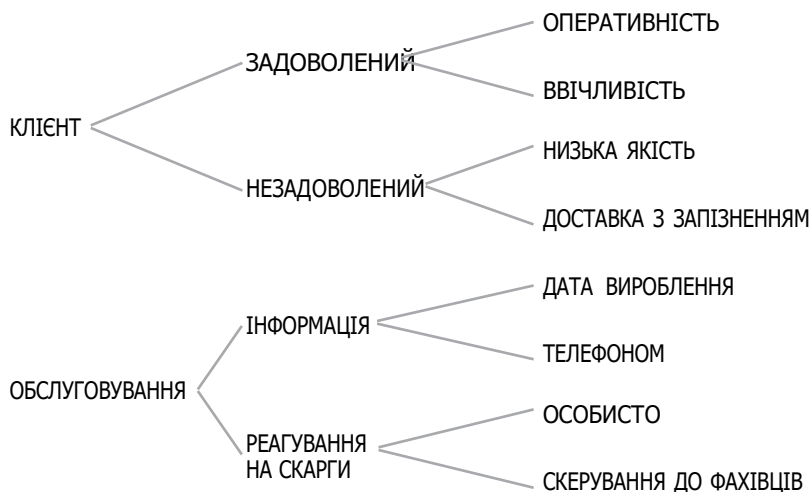 ОПЕРАТИВНІСТЬ
ЗАДОВОЛЕНИЙ
ВВІЧЛИВІСТЬ
КЛІЄНТ
НИЗЬКА ЯКІСТЬ
НЕЗАДОВОЛЕНИЙ
ДОСТАВКА З ЗАПІЗНЕННЯМ
ДАТА ВИРОБЛЕННЯ
ІНФОРМАЦІЯ
ТЕЛЕФОНОМ
ОБСЛУГОВУВАННЯ
ОСОБИСТО
РЕАГУВАННЯ
НА СКАРГИ
СКЕРУВАННЯ ДО ФАХІВЦІВ